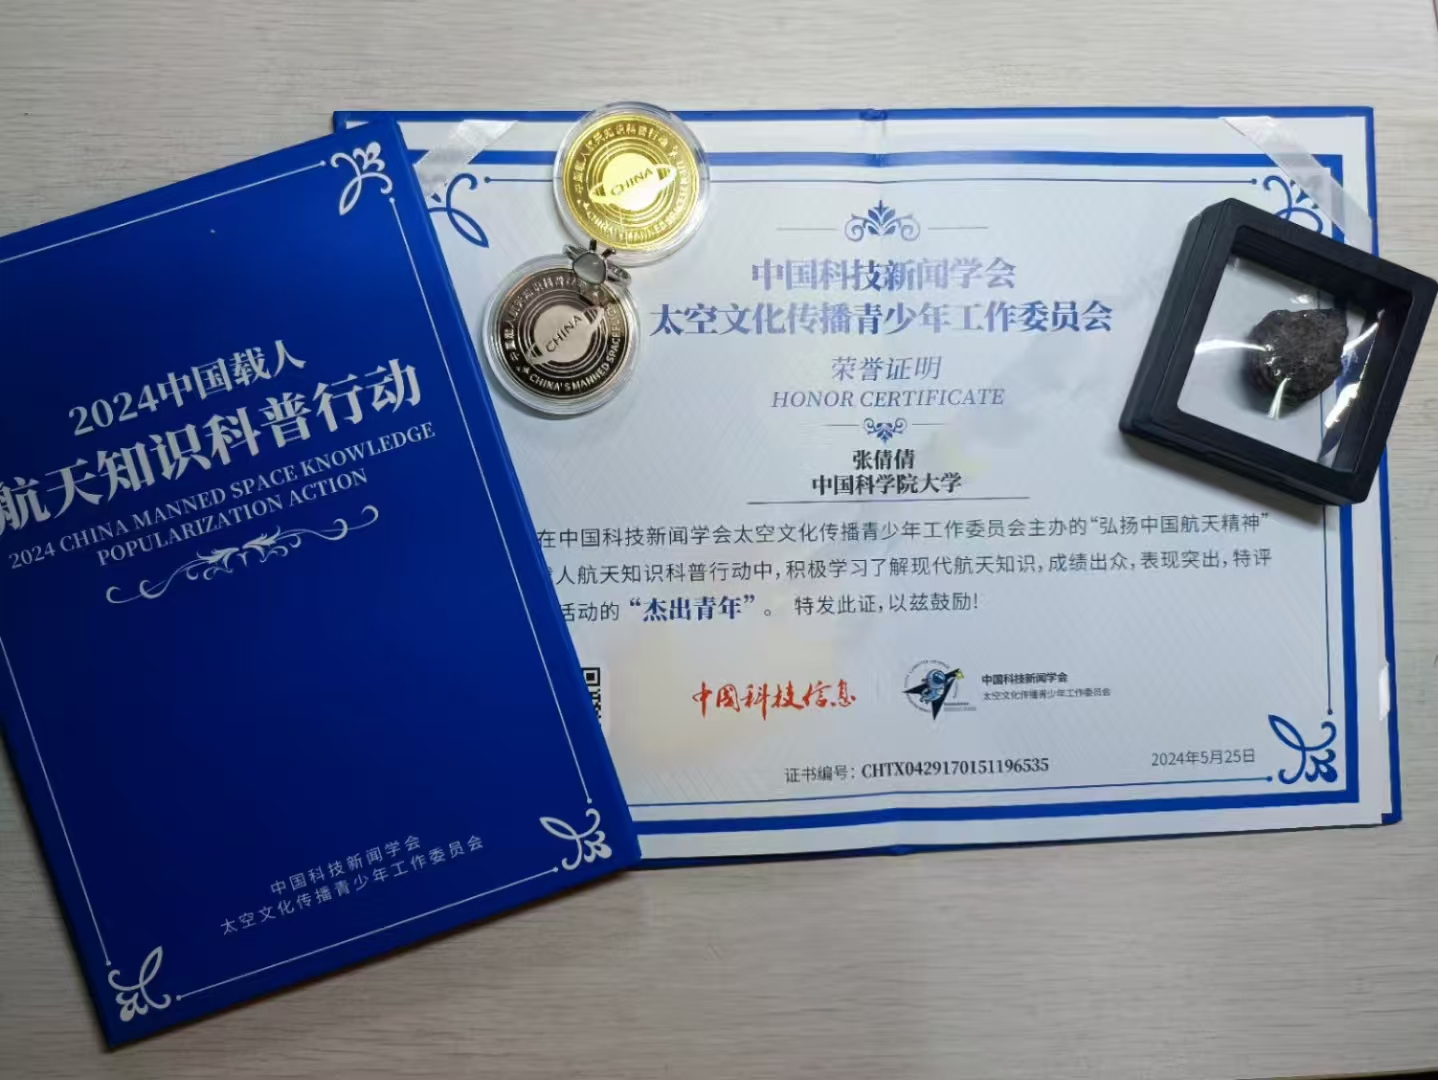 2024中国载人
航天知识科普行动
2024 CHINA MANNED SPACE KNOWLEDGE
POPULARIZATION ACTION
中国科技新闻学会
太空文化传播青少年工作委员会
CHINA
CHINA
CHINA'S MANNED SPACE
中国科技新闻学会
太空文化传播青少年工作委员会
荣誉证明
HONOR CERTIFICATE
张倩倩
中国科学院大学
在中国科技新闻学会太空文化传播青少年工作委员会主办的“弘扬中国航天精神”
人航天知识科普行动中,积极学习了解现代航天知识,成绩出众,表现突出,特评
活动的“杰出青年”。 特发此证,以兹鼓励!
中国科技信息
中国科技新闻学会
太空文化传播青少年工作委员会
证书编号: CHTX0429170151196535
2024年5月25日